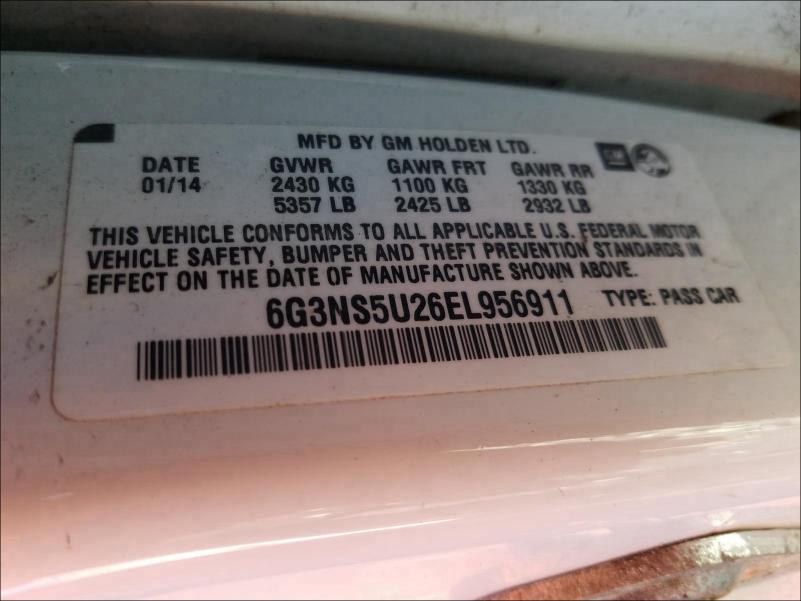 MFD BY GM HOLDEN LTD. GM
DATE GVWR GAWR FRT GAWR RR
01/14 2430 KG 1100 KG 1330 KG
5357 LB 2425 LB 2932 LB
THIS VEHICLE CONFORMS TO ALL APPLICABLE U.S. FEDERAL MOTOR
VEHICLE SAFETY, BUMPER AND THEFT PREVENTION STANDARDS IN
EFFECT ON THE DATE OF MANUFACTURE SHOWN ABOVE.
6G3NS5U26EL956911 TYPE: PASS CAR